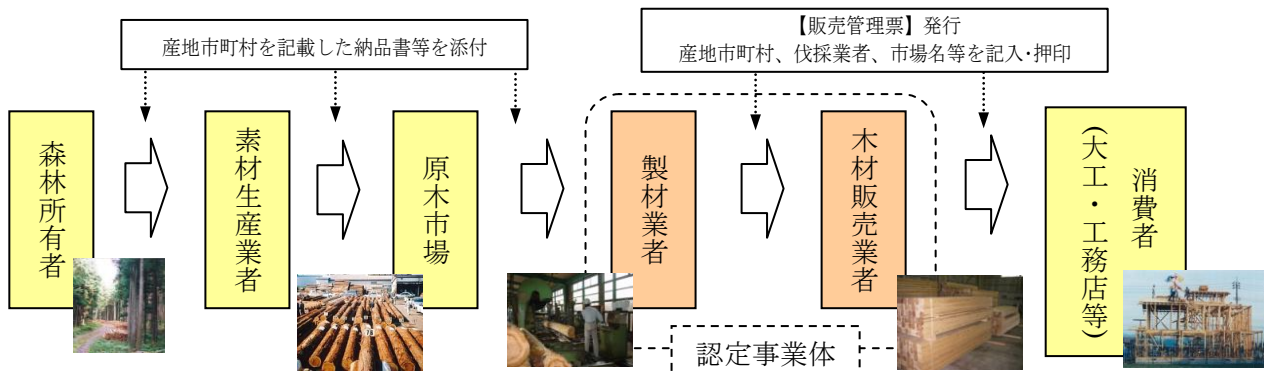 産地市町村を記載した納品書等を添付
【販売管理票】発行
産地市町村、伐採業者、市場名等を記入・押印
森林所有者
素材生産業者
原木市場
製材業者
木材販売業者
消費者
(大工・工務店等)
認定事業体